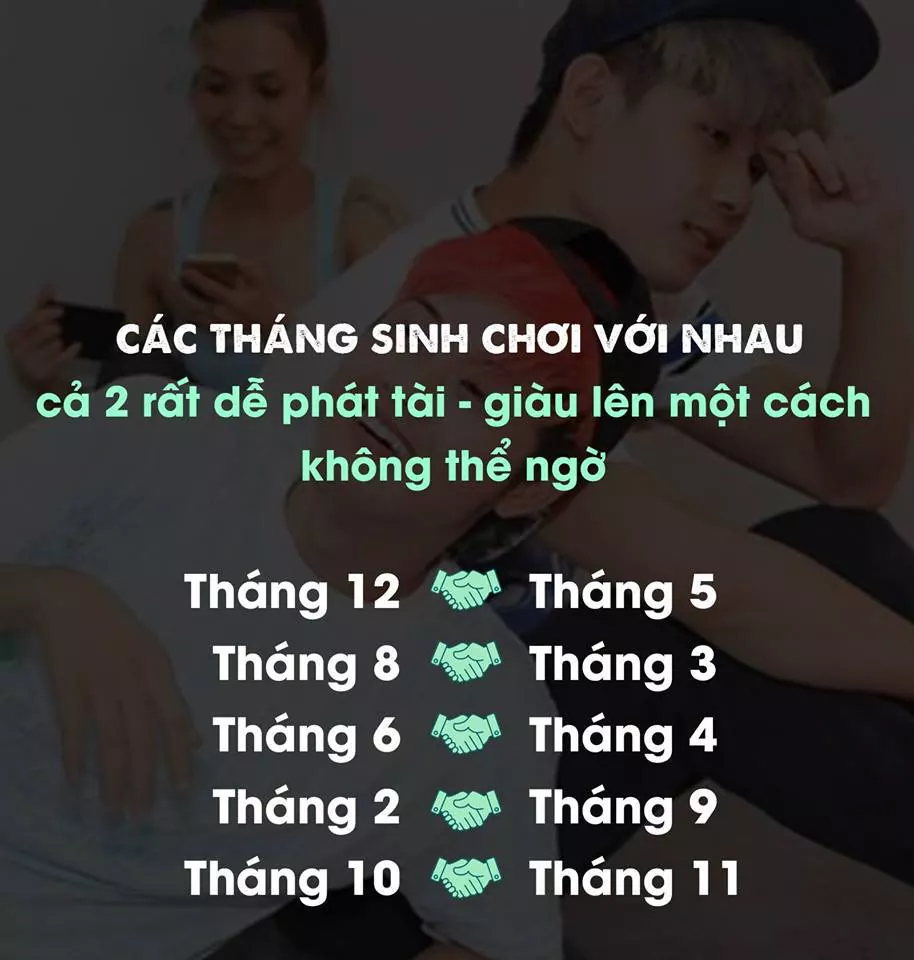 CÁC THÁNG SINH CHƠI VỚI NHAU
cả 2 rất dễ phát tài - giàu lên một cách
không thể ngờ
Tháng 12 Tháng 5
Tháng 8 Tháng 3
Tháng 6 Tháng 4
Tháng 2 Tháng 9
Tháng 10 Tháng 11